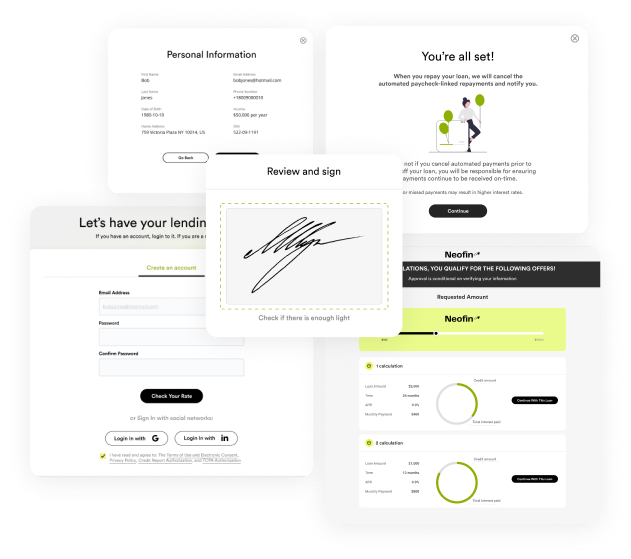 Personal Information
First Name
Bob
Email Address
bobjones@hotmail.com
Last Name
Jones
Phone Number
+18009000010
Date of Birth
1988-10-10
Income
$50,000 per year
Home Address
759 Victoria Plaza NY 10014, US
SSN
522-09-1191
Go Back
You're all set!
When you repay your loan, we will cancel the
automated paycheck-linked repayments and notify you.
not if you cancel automated payments prior to
off your loan, you will be responsible for ensuring
payments continue to be received on-time.
or missed payments may result in higher interest rates.
Continue
Review and sign
Check if there is enough light
Let's have your lendin
If you have an account, login to it. If you are a
Create an account
Email Address
Password
Confirm Password
Check Your Rate
or Sign In with social networks:
Login in with G
Login in with in
I have read and agree to: The Terms of Use and Electronic Consent,
Privacy Policy, Credit Report Authorization, and TCPA Authorization
Neofin
LATIONS, YOU QUALIFY FOR THE FOLLOWING OFFERS!
Approval is conditional on verifying your information
Requested Amount
Neofin
1 calculation
Loan Amount $5,000
Time 24 months
APR 9.9%
Monthly Payment $460
Credit amount
Total interest paid
Continue With This Loan
2 calculation
Loan Amount $1,000
Time 12 months
APR 9.9%
Monthly Payment $860
Credit amount
Total interest paid
Continue With This Loan